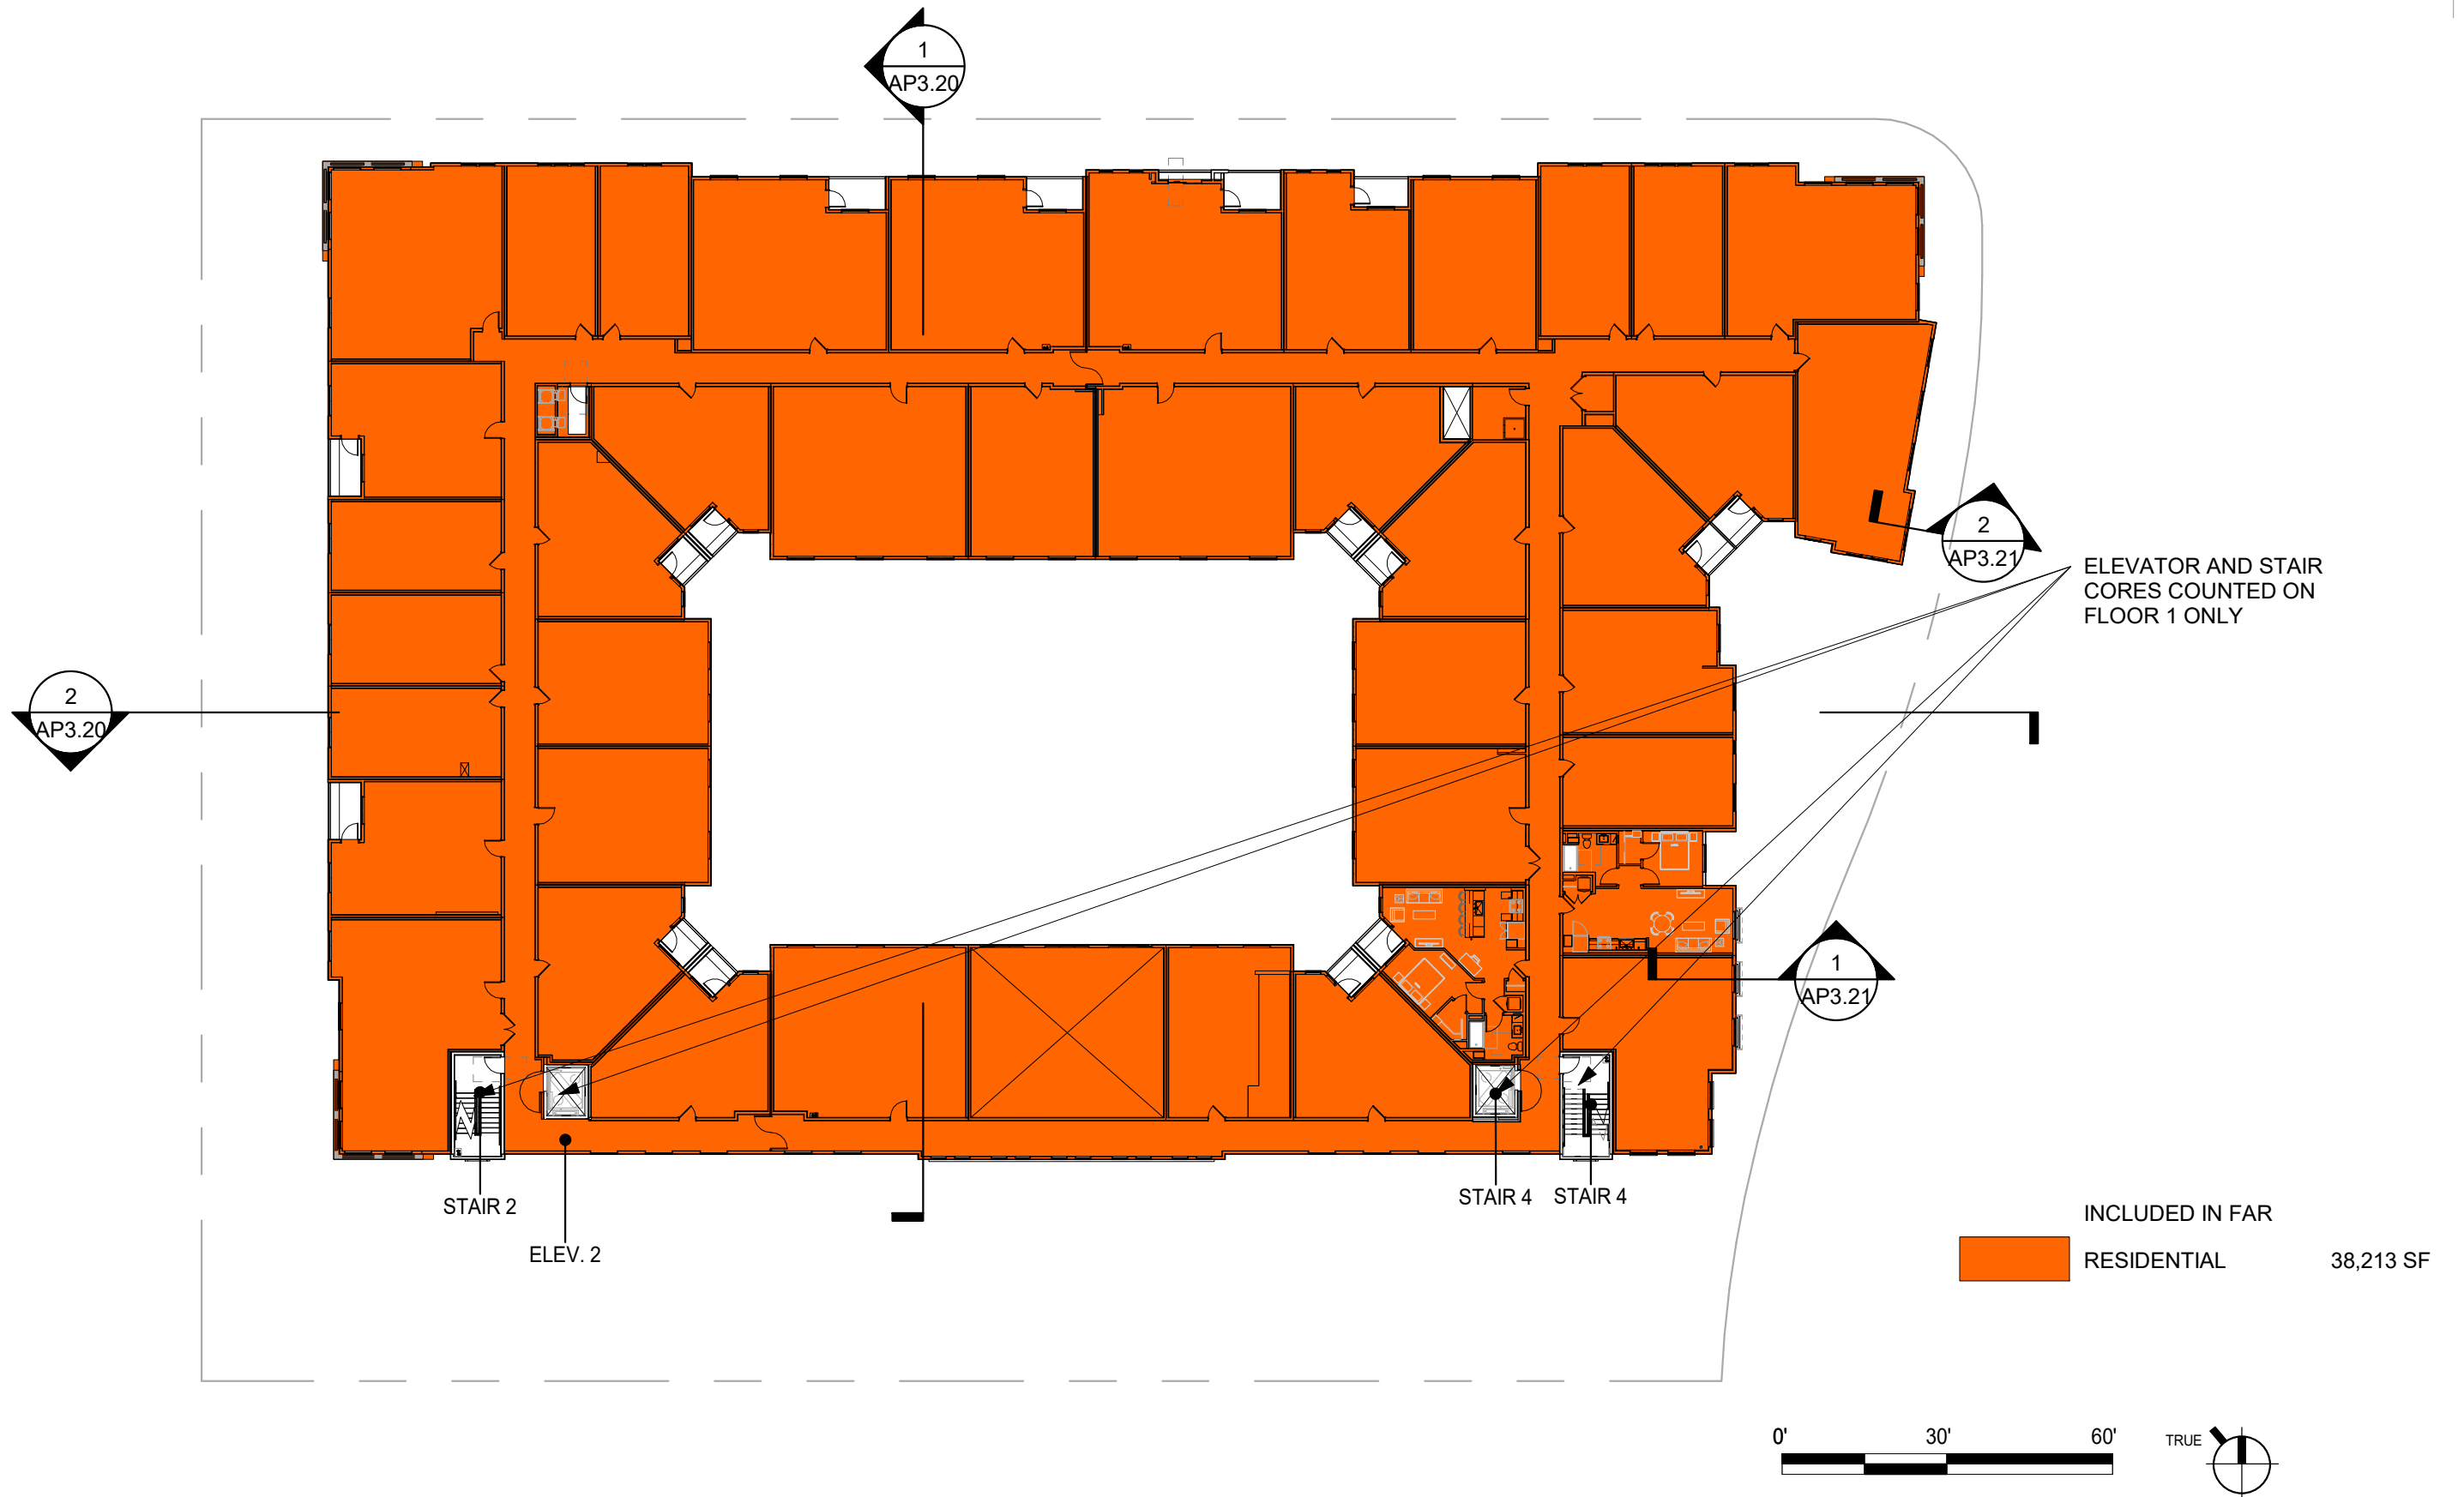 1
AP3.20
2
AP3.21
ELEVATOR AND STAIR
CORES COUNTED ON
FLOOR 1 ONLY
2
AP3.20
1
AP3.21
STAIR 2
STAIR 4
STAIR 4
ELEV. 2
INCLUDED IN FAR
RESIDENTIAL 38,213 SF
0' 30' 60'
TRUE